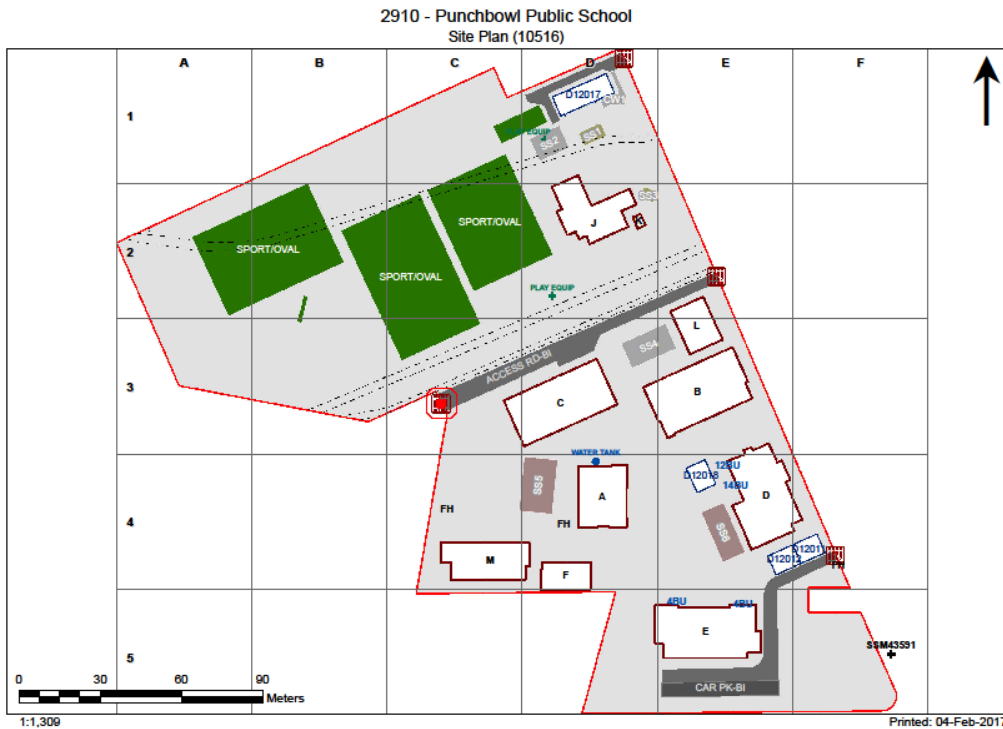 2910 - Punchbowl Public School
Site Plan (10516)
A B C D E F
1
D12017
CW1
PLAY EQUIP
SS2
SS1
SS3
J
2
SPORT/OVAL
SPORT/OVAL
SPORT/OVAL
PLAY EQUIP
L
SS4
ACCESS RD-BI
3
C
B
WATER TANK
12BU
D12018
14BU
SS5
A
D
FH
FH
4
SS6
D12011
D12012
M
F
4BU
4BU
E
SSM43591
5
CAR PK-BI
0 30 60 90
Meters
1:1,309
Printed: 04-Feb-2017